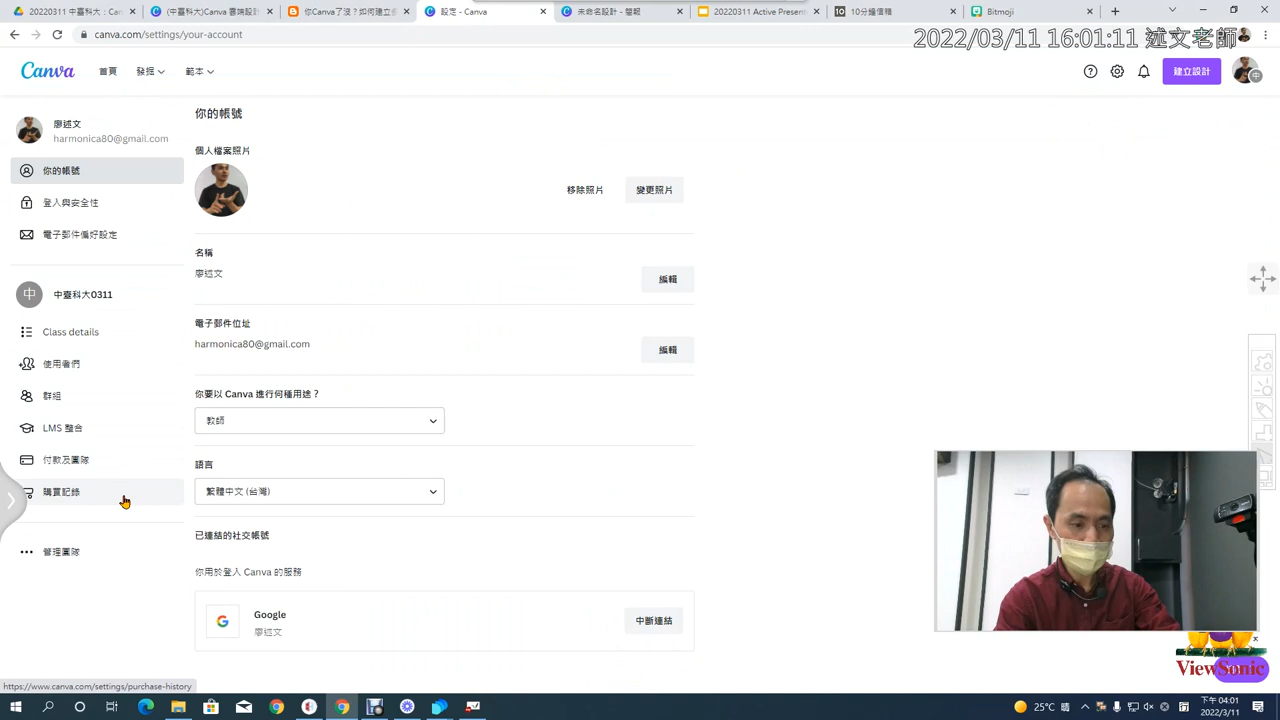 20220311 中臺科大：Can
(中臺科大)Canva 雲端設計
你Canva了沒？如何建立
設定 - Canva
未命名設計 - 簡報
20220311 Active Present
10分鐘信箱
Bitmoji
canva.com/settings/your-account
2022/03/11 16:01:11 述文老師
Canva
首頁
發掘
範本
建立設計
中
廖述文
harmonica80@gmail.com
你的帳號
登入與安全性
電子郵件偏好設定
中
中臺科大0311
Class details
使用者們
群組
LMS 整合
付款及團隊
購買記錄
管理團隊
你的帳號
個人檔案照片
移除照片
變更照片
名稱
廖述文
編輯
電子郵件位址
harmonica80@gmail.com
編輯
你要以 Canva 進行何種用途？
教師
語言
繁體中文 (台灣)
已連結的社交帳號
你用於登入 Canva 的服務
Google
廖述文
中斷連結
ViewSonic
https://www.canva.com/settings/purchase-history
25°C 晴
下午 04:01
2022/3/11